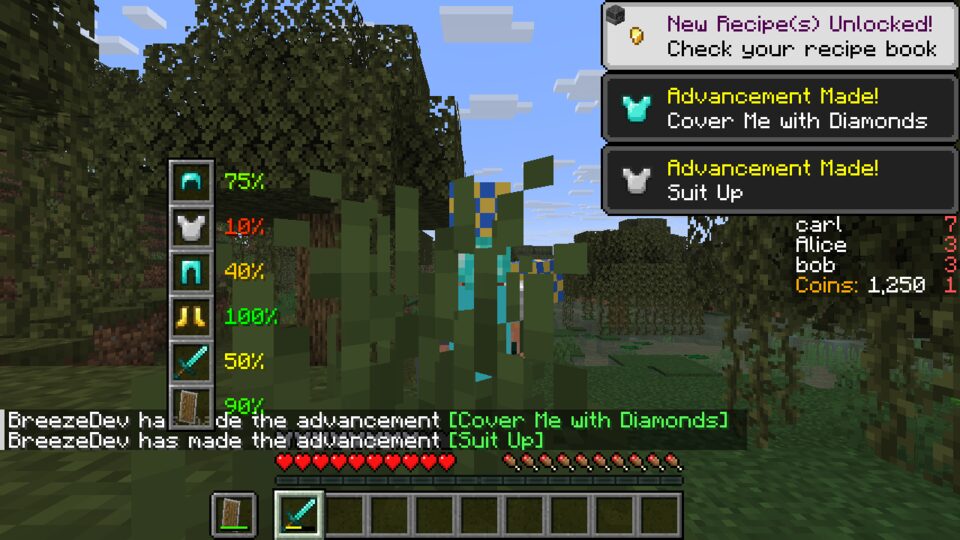 New Recipe(s) Unlocked!
Check your recipe book
Advancement Made!
Cover Me with Diamonds
Advancement Made!
Suit Up
carl 7
Alice 3
bob 3
Coins: 1,250 1
75%
10%
40%
100%
50%
90%
BreezeDev ha de the advancement [Cover Me with Diamonds]
BreezeDev has made the advancement [Suit Up]